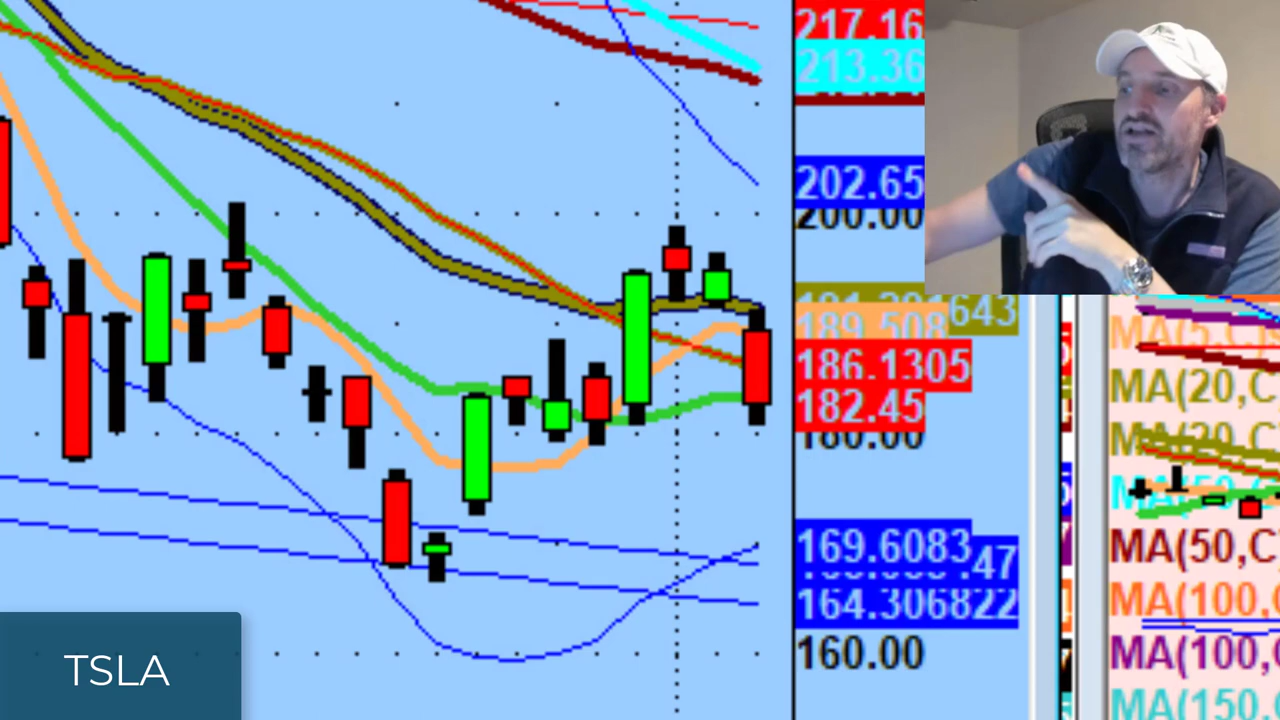 217.16
213.36
202.65
200.00
643
189.508
186.1305
182.45
180.00
169.6083
.47
164.306822
160.00
MA(5,C
MA(20,C
MA(20,C
MA(50,C
MA(100,
MA(100,
MA(150,
TSLA